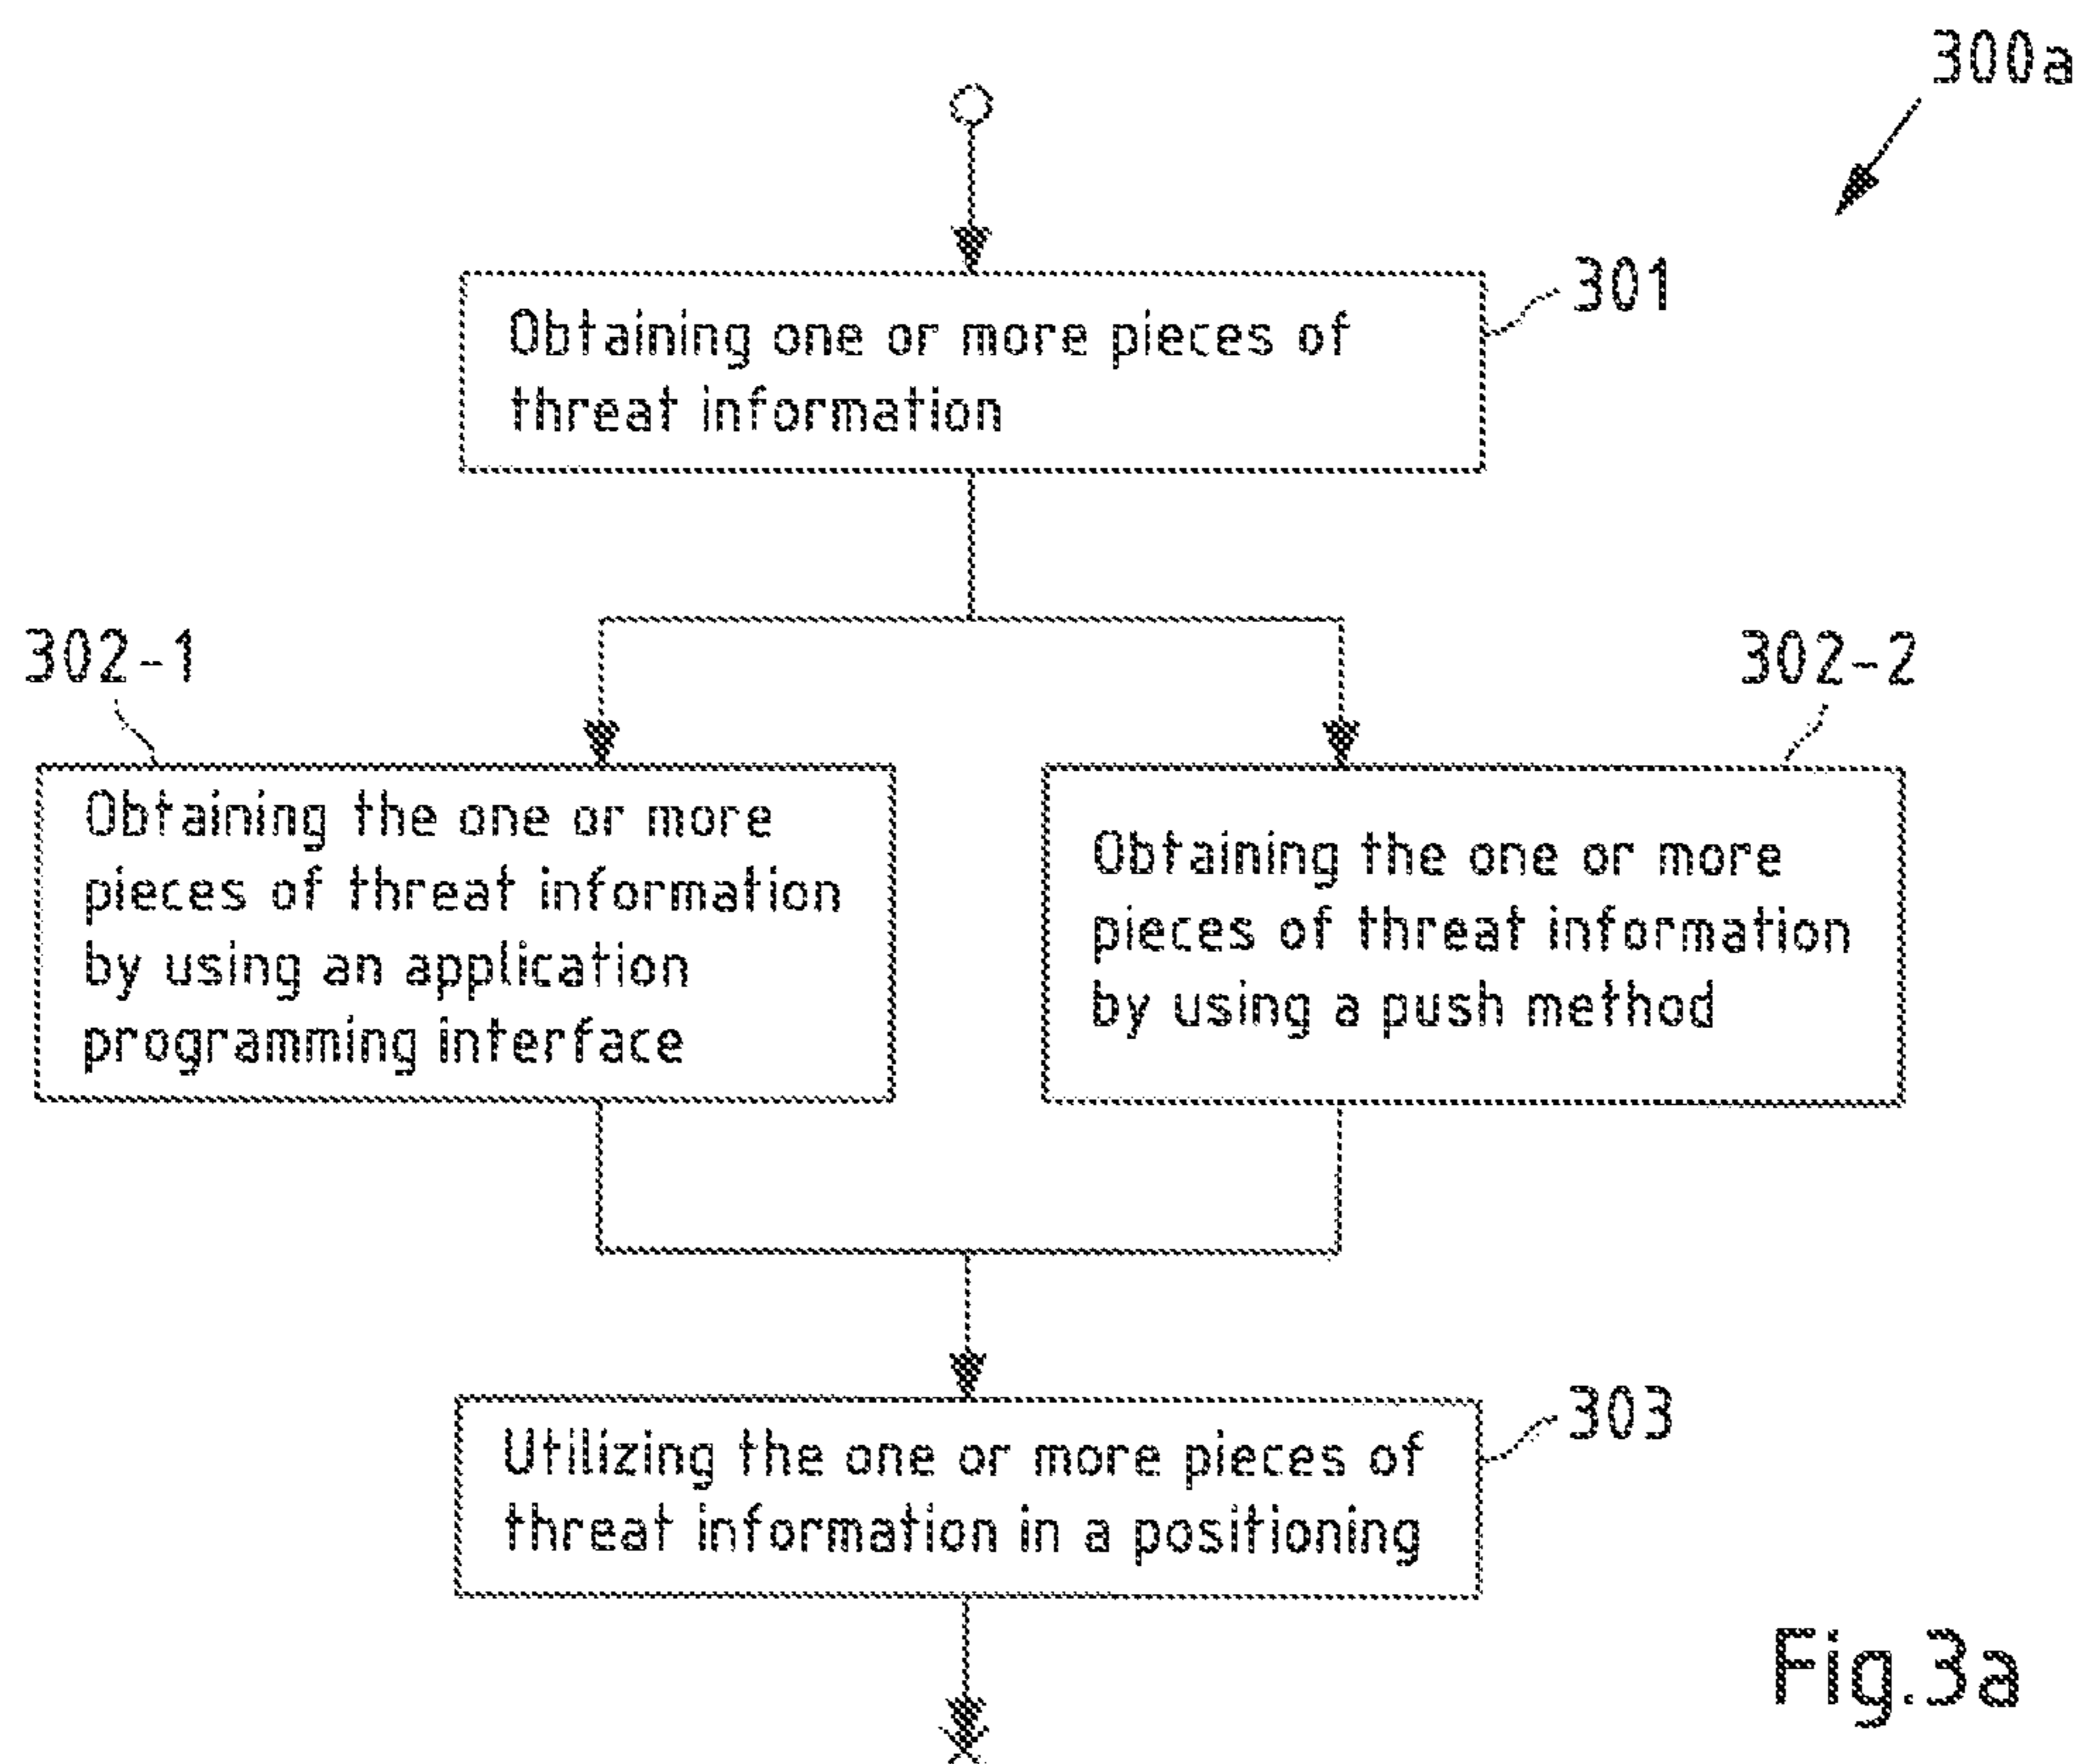 300a
301
Obtaining one or more pieces of
threat information
302-1
302-2
Obtaining the one or more
pieces of threat information
by using an application
programming interface
Obtaining the one or more
pieces of threat information
by using a push method
303
Utilizing the one or more pieces of
threat information in a positioning
Fig.3a